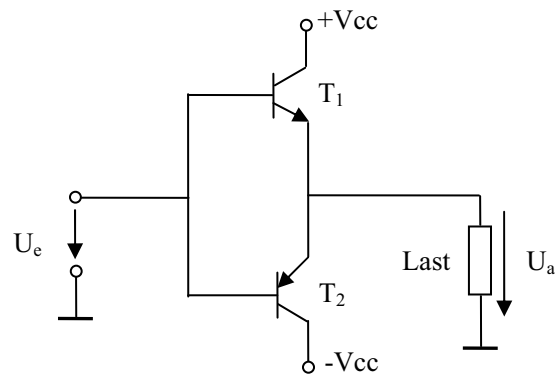 +Vcc
T₁
Uₑ
Last
Uₐ
T₂
-Vcc